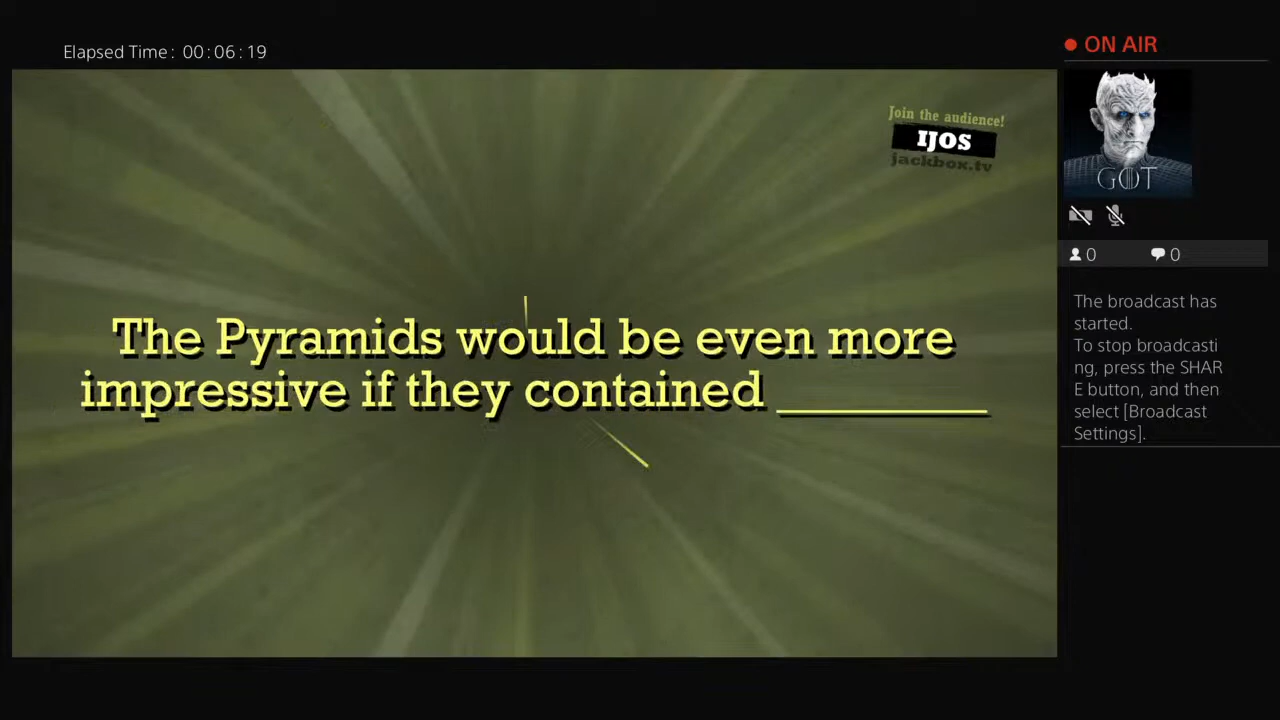 Elapsed Time: 00:06:19
ON AIR
Join the audience!
IJOS
jackbox.tv
GOT
0 0
The Pyramids would be even more
impressive if they contained ________
The broadcast has
started.
To stop broadcasti
ng, press the SHAR
E button, and then
select [Broadcast
Settings].